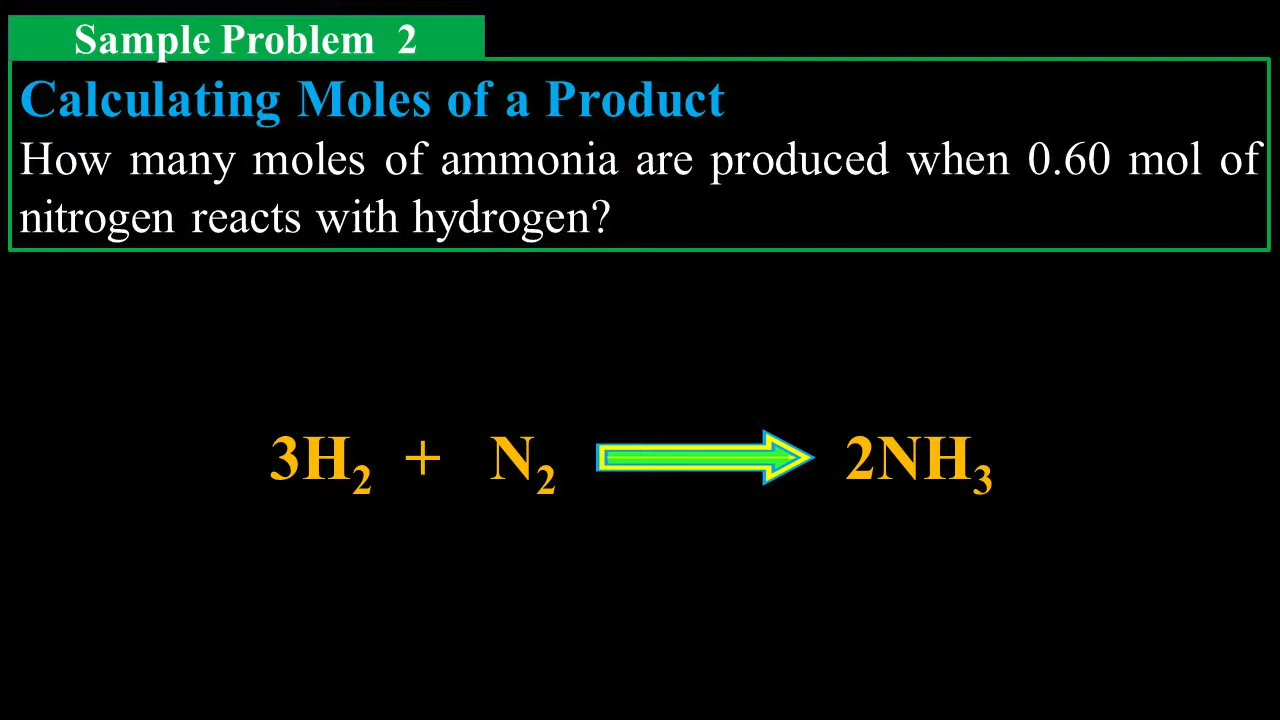 Sample Problem 2
Calculating Moles of a Product
How many moles of ammonia are produced when 0.60 mol of
nitrogen reacts with hydrogen?
3H₂ + N₂ 2NH₃